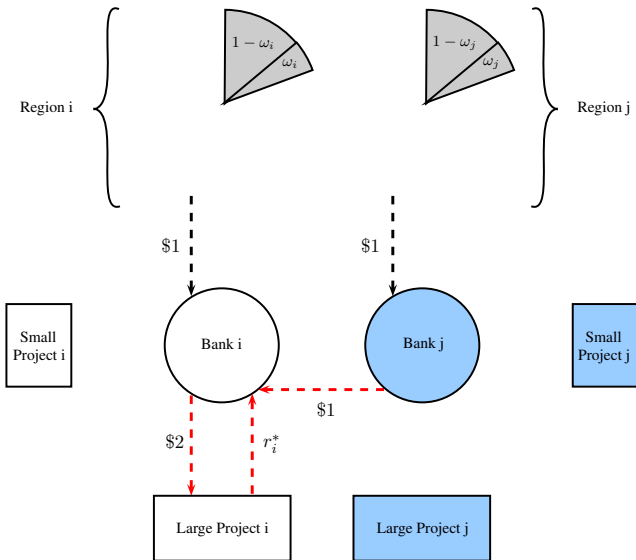 1 − ω_i
ω_i
1 − ω_j
ω_j
Region i
Region j
$1
$1
Small
Project i
Bank i
Bank j
Small
Project j
$1
$2
r_i^*
Large Project i
Large Project j